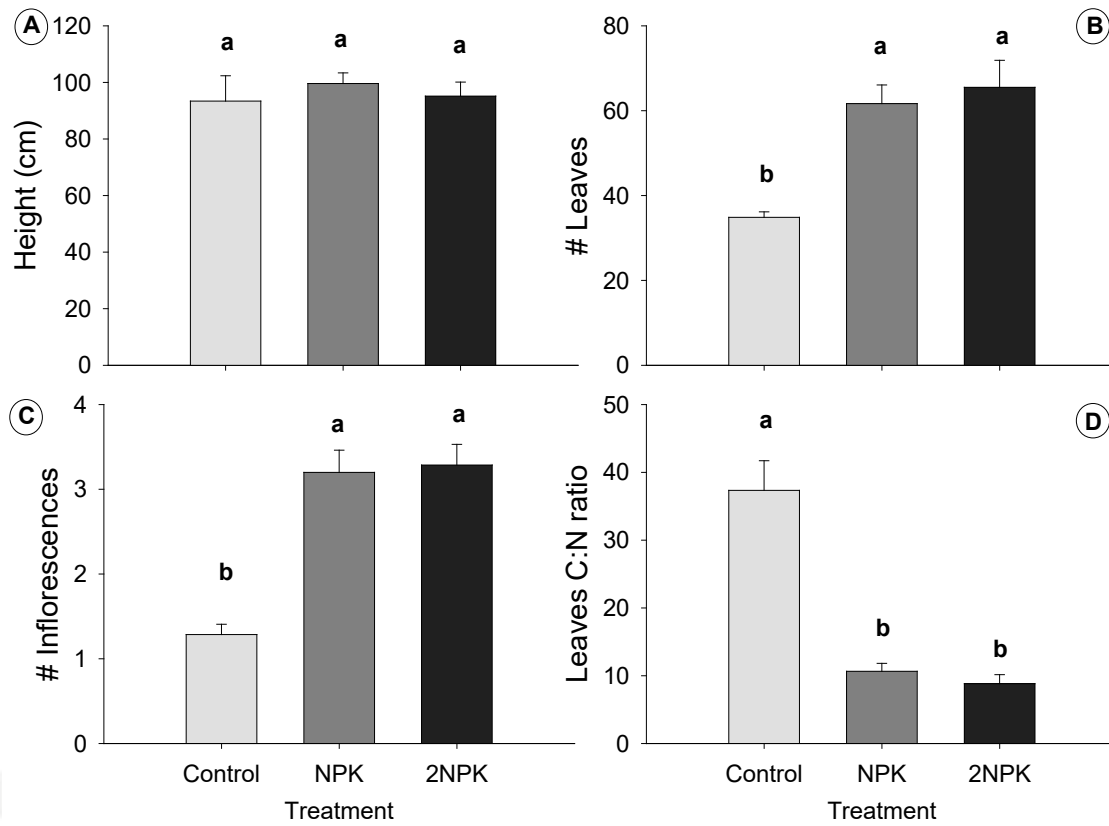 A
Height (cm)
120
100
80
60
40
20
0
a
a
a
B
# Leaves
80
60
40
20
0
b
a
a
C
# Inflorescences
4
3
2
1
0
b
a
a
Control
NPK
2NPK
Treatment
D
Leaves C:N ratio
50
40
30
20
10
0
a
b
b
Control
NPK
2NPK
Treatment